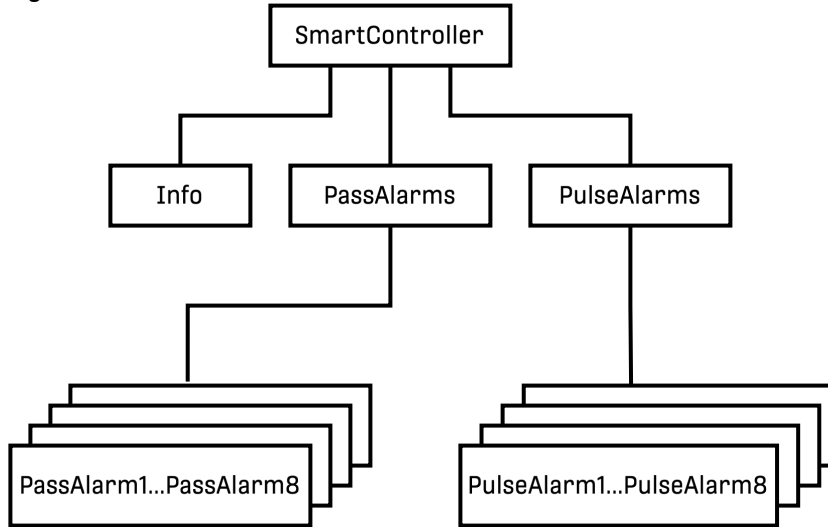 SmartController
Info
PassAlarms
PulseAlarms
PassAlarm1...PassAlarm8
PulseAlarm1...PulseAlarm8